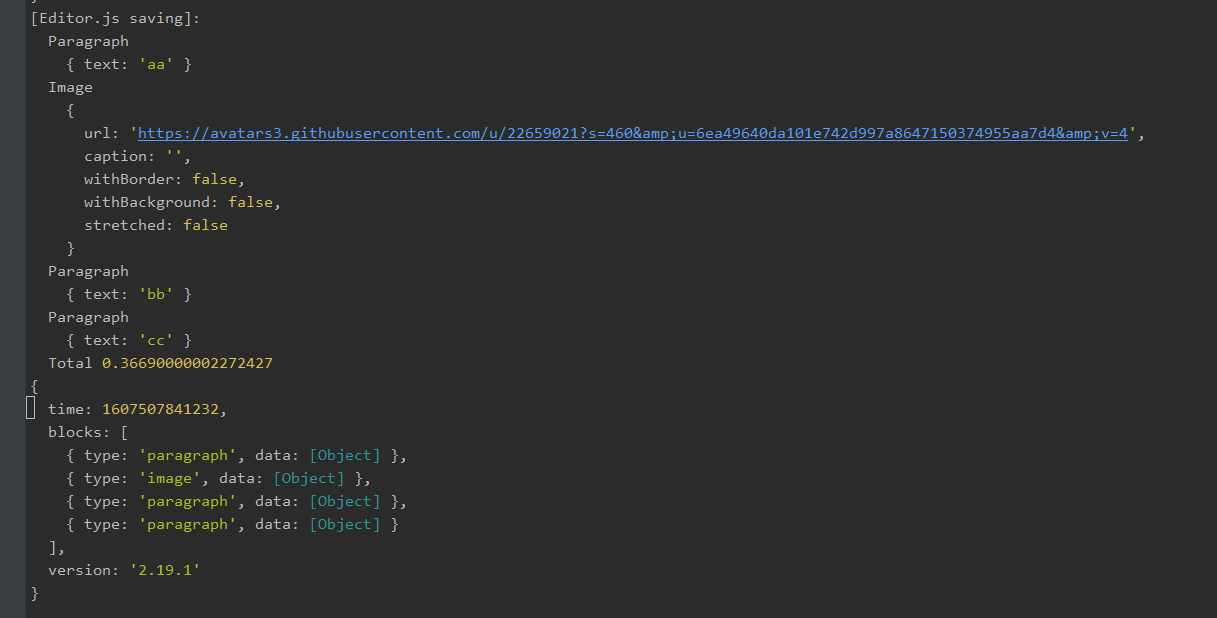 [Editor.js saving]:
Paragraph
{ text: 'aa' }
Image
{
url: 'https://avatars3.githubusercontent.com/u/22659021?s=460&amp;u=6ea49640da101e742d997a8647150374955aa7d4&amp;v=4',
caption: '',
withBorder: false,
withBackground: false,
stretched: false
}
Paragraph
{ text: 'bb' }
Paragraph
{ text: 'cc' }
Total 0.36690000002272427
{
time: 1607507841232,
blocks: [
{ type: 'paragraph', data: [Object] },
{ type: 'image', data: [Object] },
{ type: 'paragraph', data: [Object] },
{ type: 'paragraph', data: [Object] }
],
version: '2.19.1'
}